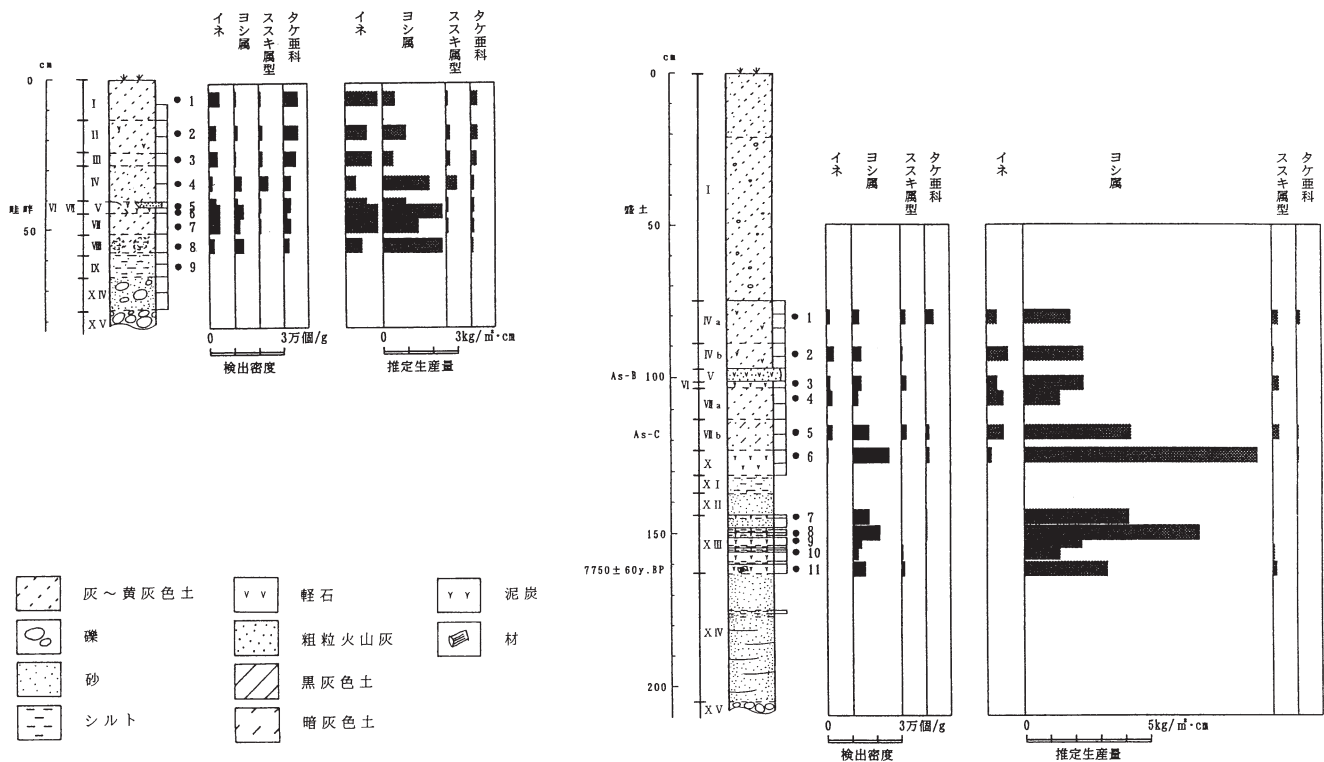 イネ ヨシ属 ススキ属型 タケ亜科 イネ ヨシ属 ススキ属型 タケ亜科
cm
0
Ⅰ 1
Ⅱ 2
Ⅲ 3
Ⅳ 4
畦畔 Ⅵ Ⅶ Ⅴ 5
6
50 Ⅶ 7
Ⅷ 8
Ⅸ 9
ⅩⅣ
ⅩⅤ
0 3万個/g 0 3kg/㎡·cm
検出密度 推定生産量
cm
0
Ⅰ
盛土 50
イネ ヨシ属 ススキ属型 タケ亜科 イネ ヨシ属 ススキ属型 タケ亜科
Ⅳa 1
Ⅳb 2
As-B 100 Ⅴ
Ⅵ 3
Ⅶa 4
As-C Ⅶb 5
Ⅹ 6
ⅩⅠ
ⅩⅡ
7
150 8
ⅩⅢ 9
10
7750±60y.BP 11
ⅩⅣ
200
ⅩⅤ
0 3万個/g 0 5kg/㎡·cm
検出密度 推定生産量
灰～黄灰色土 軽石 泥炭
礫 粗粒火山灰 材
砂 黒灰色土
シルト 暗灰色土